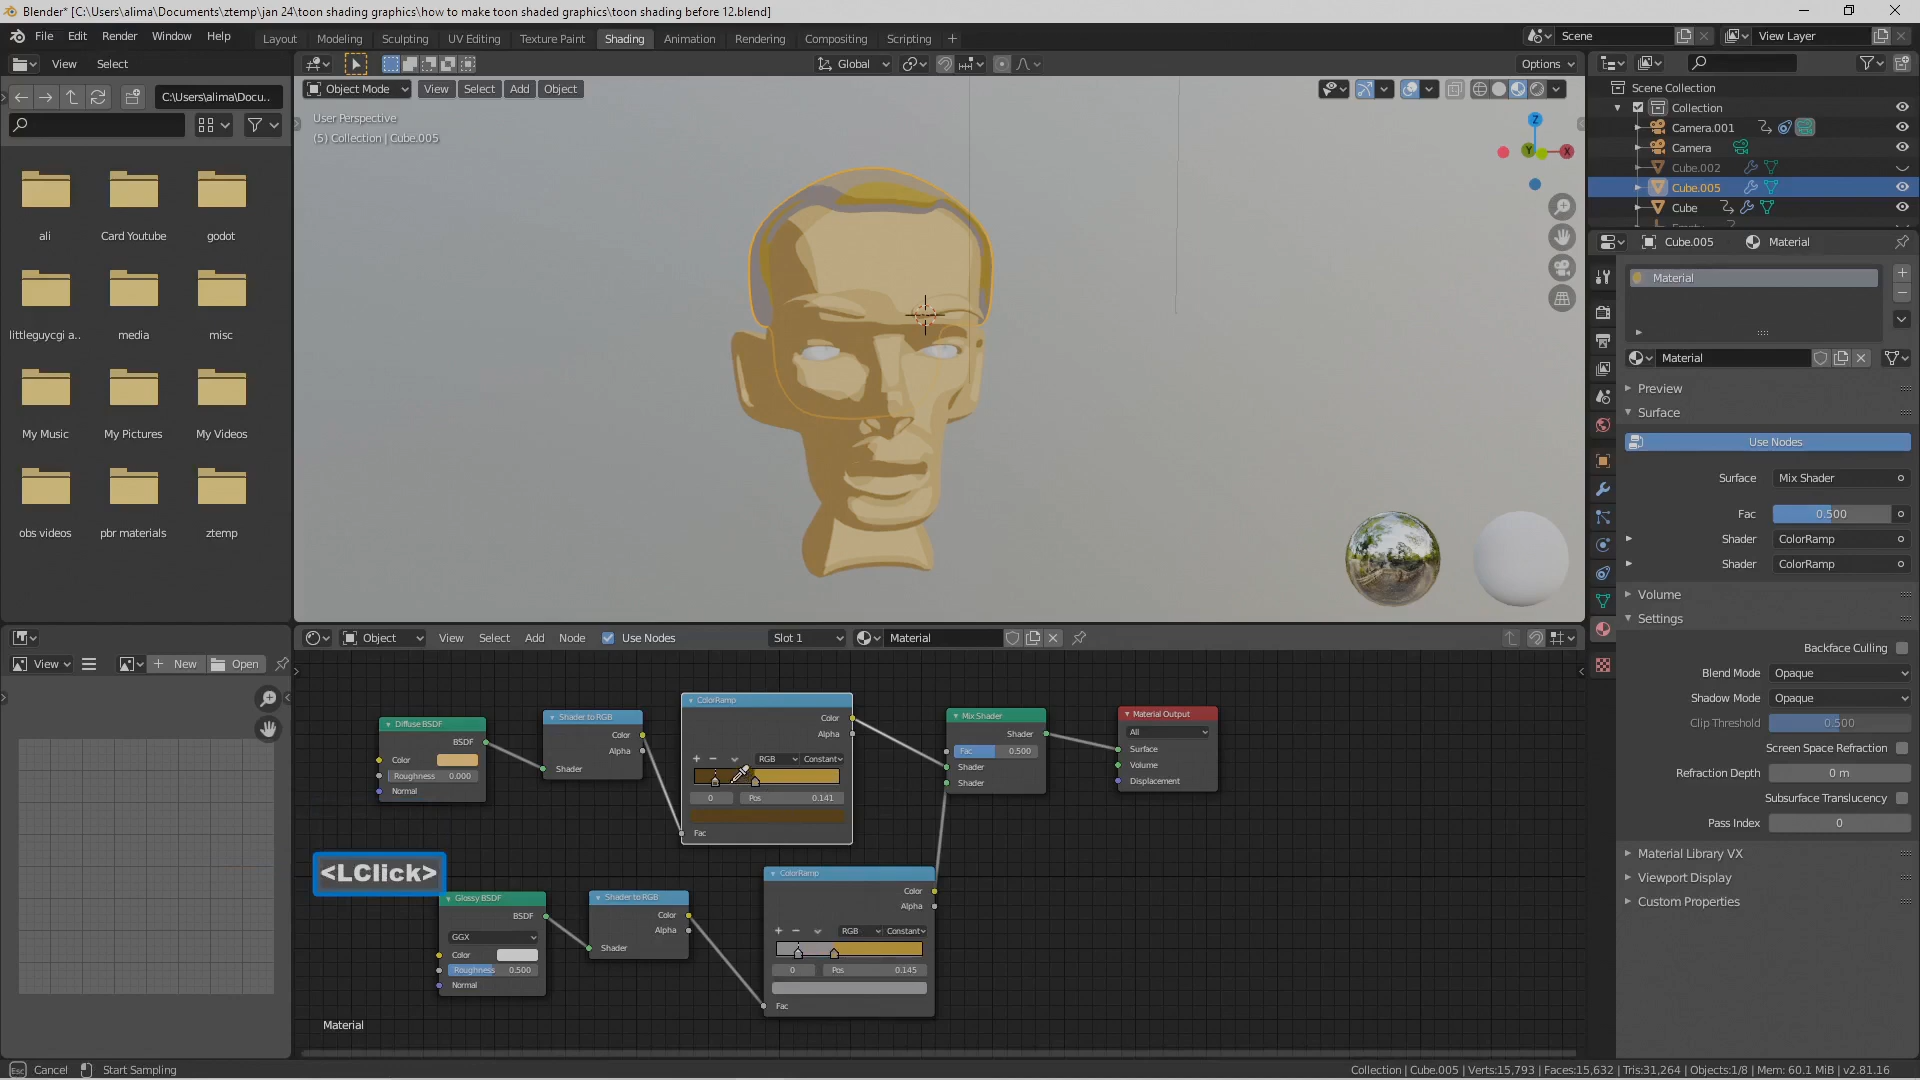 Blender* [C:\Users\alima\Documents\ztemp\jan 24\toon shading graphics\how to make toon shaded graphics\toon shading before 12.blend]
File Edit Render Window Help
Layout Modeling Sculpting UV Editing Texture Paint Shading Animation Rendering Compositing Scripting +
Scene
View Layer
View Select
Global
Options
C:\Users\alima\Docu..
Object Mode View Select Add Object
User Perspective
(5) Collection | Cube.005
Z
Y
X
ali
Card Youtube
godot
littleguycgi a..
media
misc
My Music
My Pictures
My Videos
obs videos
pbr materials
ztemp
Scene Collection
Collection
Camera.001
Camera
Cube.002
Cube.005
Cube
Cube.005
Material
Material
Material
Preview
Surface
Use Nodes
Surface Mix Shader
Fac 0.500
Shader ColorRamp
Shader ColorRamp
Volume
Settings
Backface Culling
Blend Mode Opaque
Shadow Mode Opaque
Clip Threshold 0.500
Screen Space Refraction
Refraction Depth 0 m
Subsurface Translucency
Pass Index 0
Material Library VX
Viewport Display
Custom Properties
View
New
Open
Object View Select Add Node Use Nodes Slot 1 Material
Diffuse BSDF
BSDF
Color
Roughness 0.000
Normal
Shader to RGB
Color
Alpha
Shader
ColorRamp
Color
Alpha
RGB Constant
0 Pos 0.141
Fac
Mix Shader
Shader
Fac 0.500
Shader
Shader
Material Output
All
Surface
Volume
Displacement
<LClick>
Glossy BSDF
BSDF
GGX
Color
Roughness 0.500
Normal
Shader to RGB
Color
Alpha
Shader
ColorRamp
Color
Alpha
RGB Constant
0 Pos 0.145
Fac
Material
Esc Cancel Start Sampling
Collection | Cube.005 | Verts:15,793 | Faces:15,632 | Tris:31,264 | Objects:1/8 | Mem: 60.1 MiB | v2.81.16